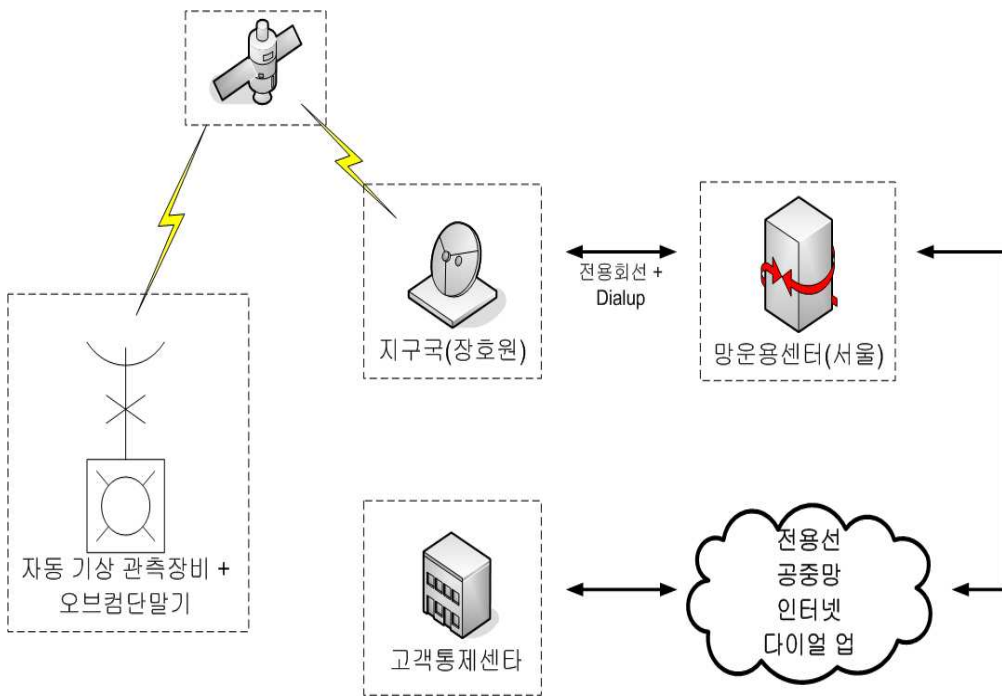 전용회선 +
Dialup
지구국(장호원)
망운용센터(서울)
자동 기상 관측장비 +
오브컴단말기
전용선
공중망
인터넷
다이얼 업
고객통제센타